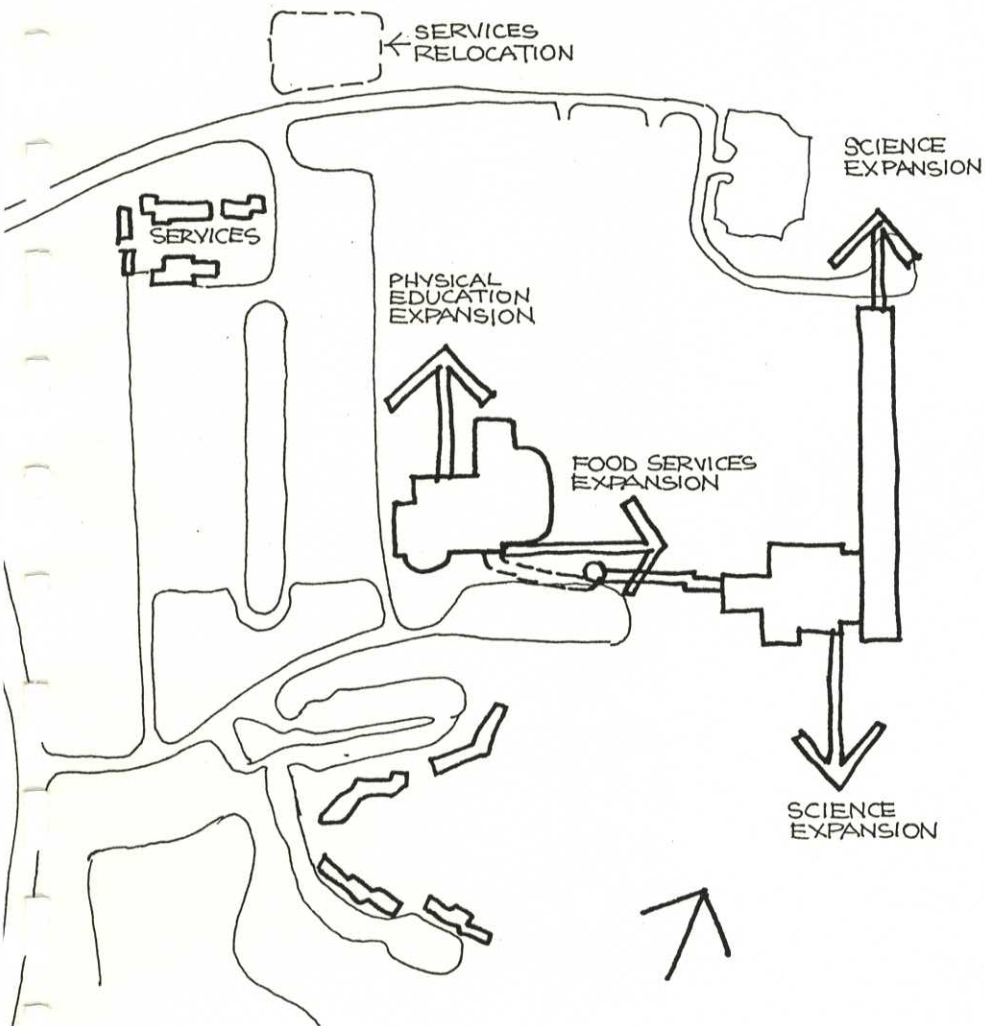 SERVICES
RELOCATION
SCIENCE
EXPANSION
SERVICES
PHYSICAL
EDUCATION
EXPANSION
FOOD SERVICES
EXPANSION
SCIENCE
EXPANSION